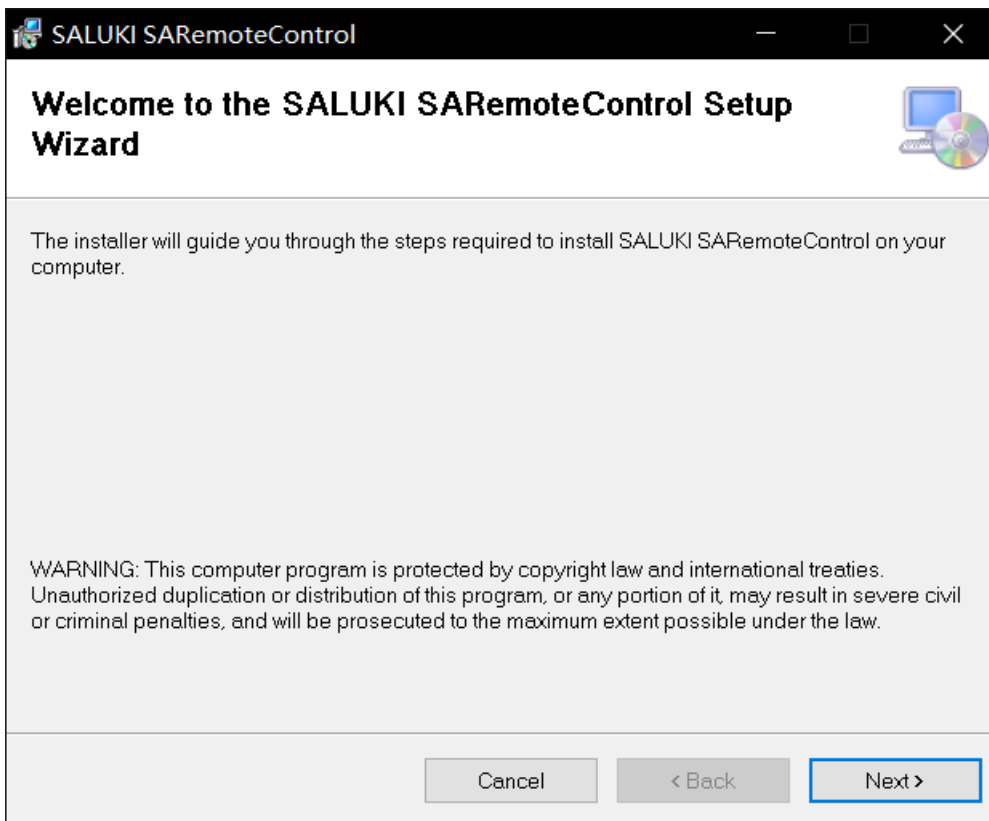 SALUKI SARemoteControl
Welcome to the SALUKI SARemoteControl Setup
Wizard
The installer will guide you through the steps required to install SALUKI SARemoteControl on your
computer.
WARNING: This computer program is protected by copyright law and international treaties.
Unauthorized duplication or distribution of this program, or any portion of it, may result in severe civil
or criminal penalties, and will be prosecuted to the maximum extent possible under the law.
Cancel < Back Next >